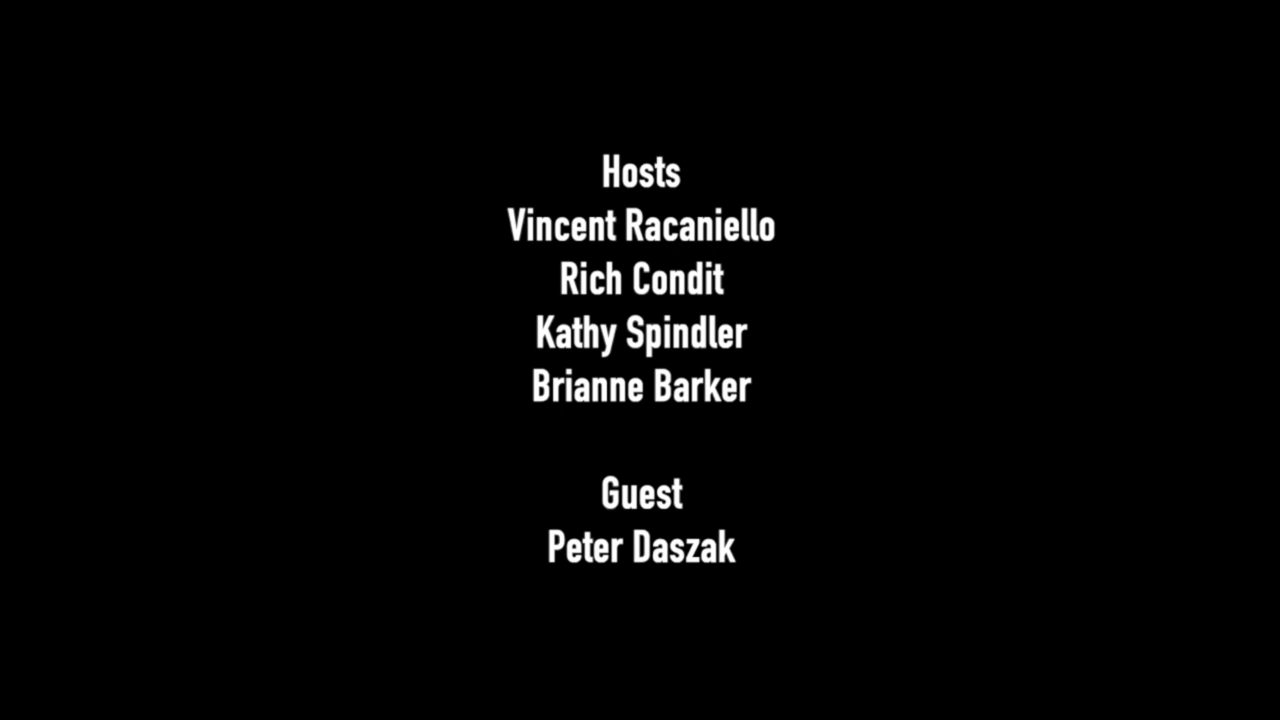 Hosts
Vincent Racaniello
Rich Condit
Kathy Spindler
Brianne Barker
Guest
Peter Daszak